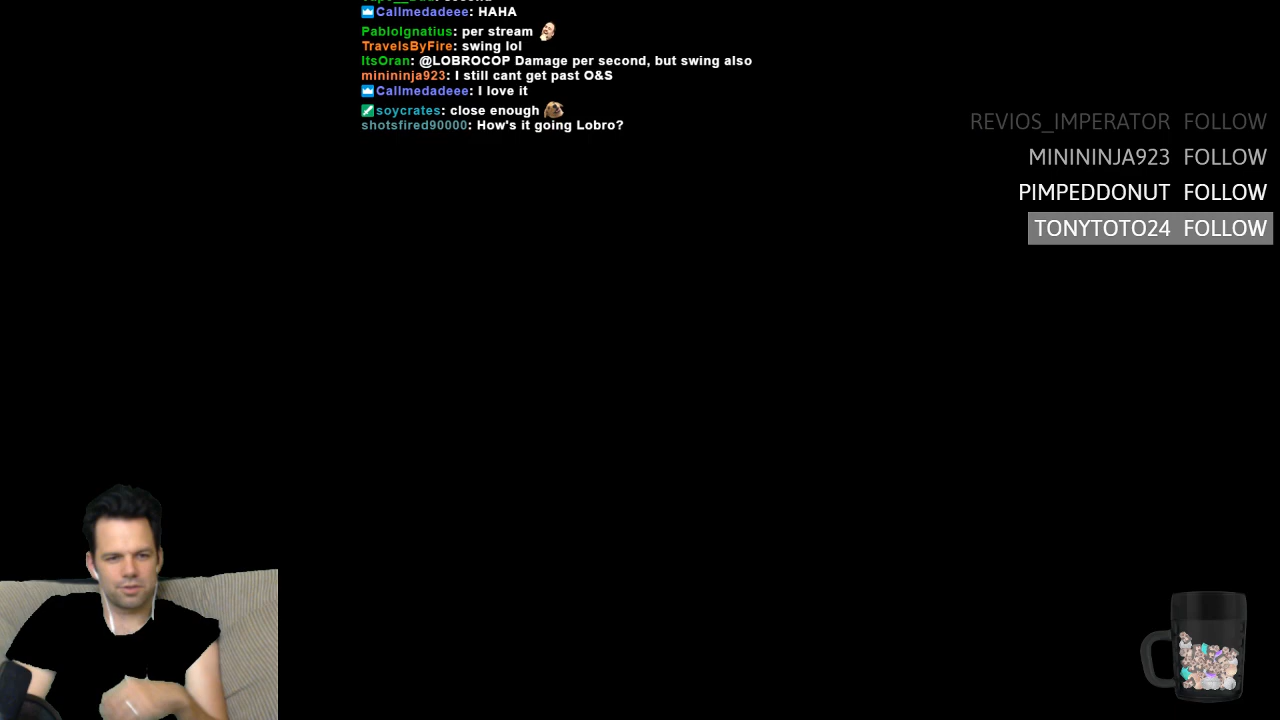 Callmedadeee: HAHA
PabloIgnatius: per stream
TravelsByFire: swing lol
ItsOran: @LOBROCOP Damage per second, but swing also
minininja923: I still cant get past O&S
Callmedadeee: I love it
soycrates: close enough
shotsfired90000: How's it going Lobro?
REVIOS_IMPERATOR FOLLOW
MINININJA923 FOLLOW
PIMPEDDONUT FOLLOW
TONYTOTO24 FOLLOW